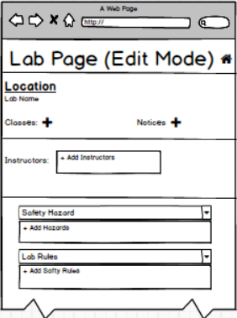 A Web Page
http://
Lab Page (Edit Mode)
Location
Lab Name
Classes: +
Notices +
Instructors:
+ Add Instructors
Safety Hazard
+ Add Hazards
Lab Rules
+ Add Safty Rules